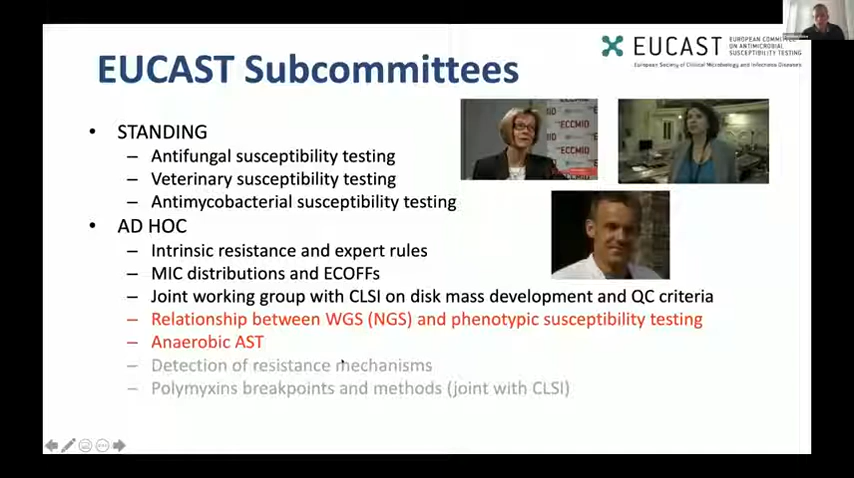 EUCAST Subcommittees
EUCAST
EUROPEAN COMMITTEE
ON ANTIMICROBIAL
SUSCEPTIBILITY TESTING
European Society of Clinical Microbiology and Infectious Diseases
• STANDING
– Antifungal susceptibility testing
– Veterinary susceptibility testing
– Antimycobacterial susceptibility testing
• AD HOC
– Intrinsic resistance and expert rules
– MIC distributions and ECOFFs
– Joint working group with CLSI on disk mass development and QC criteria
– Relationship between WGS (NGS) and phenotypic susceptibility testing
– Anaerobic AST
– Detection of resistance mechanisms
– Polymyxins breakpoints and methods (joint with CLSI)
ECCMID